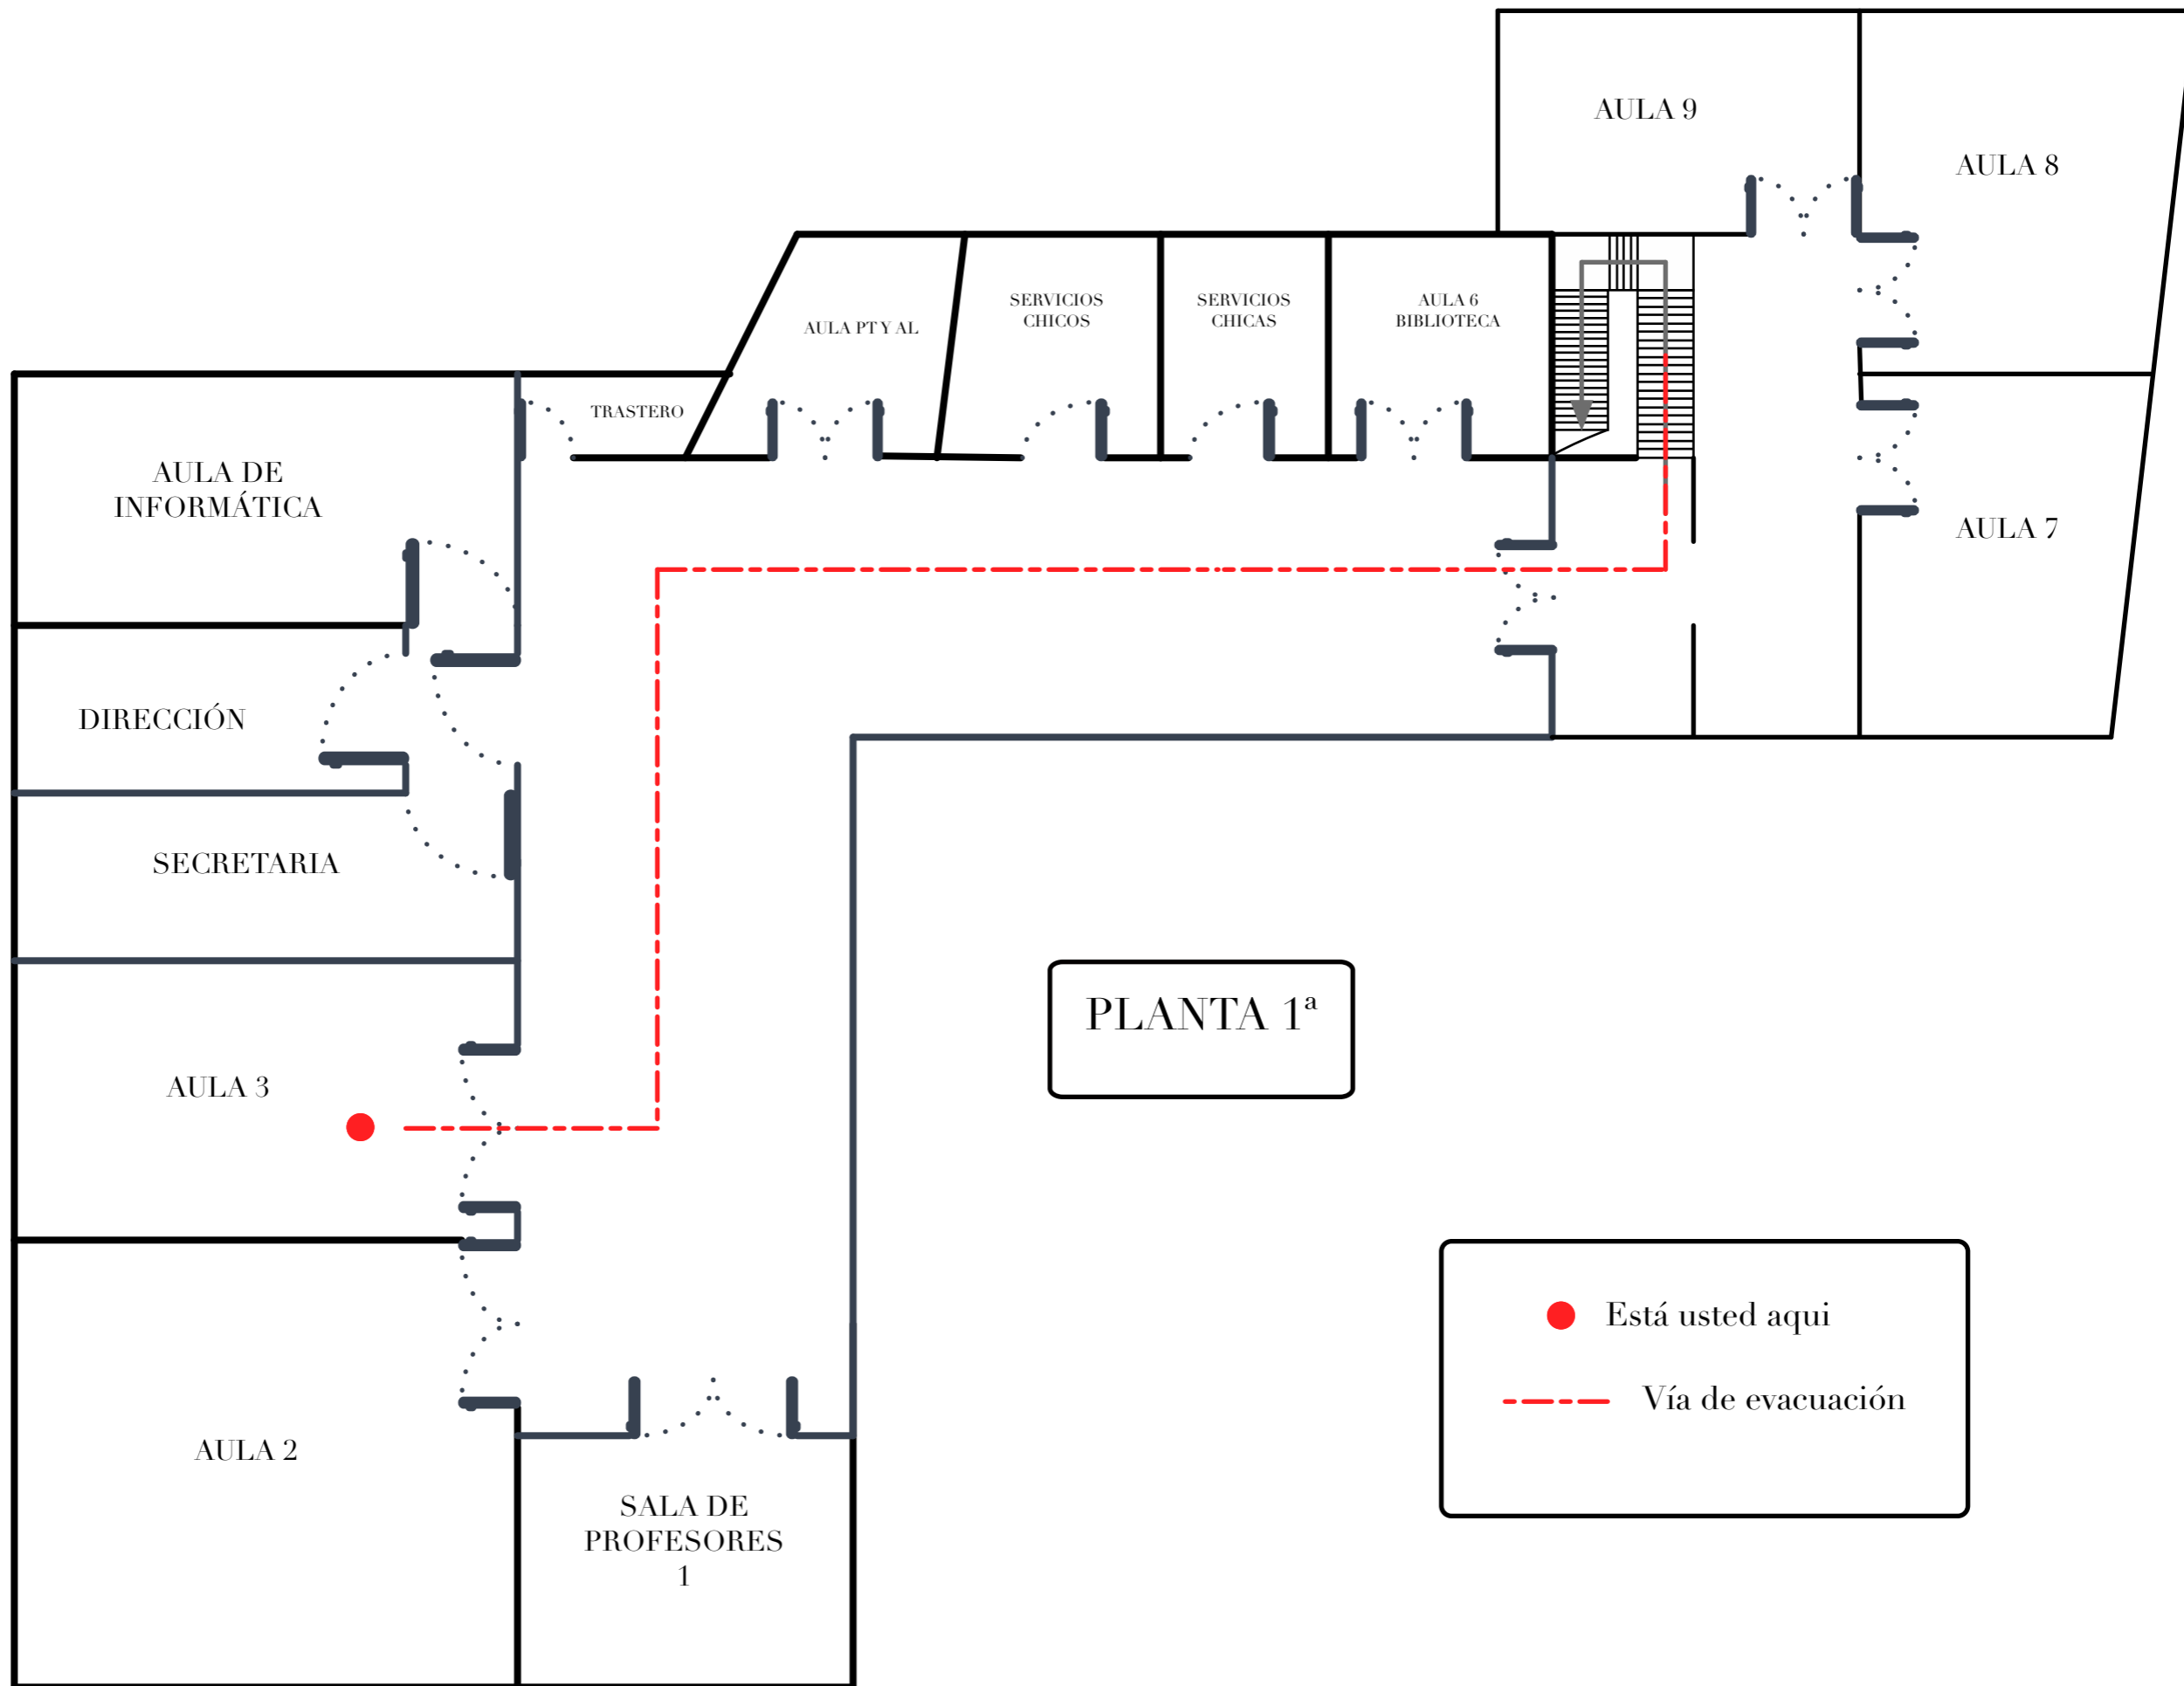 AULA 9
AULA 8
SERVICIOS
CHICOS
SERVICIOS
CHICAS
AULA 6
BIBLIOTECA
AULA PT Y AL
TRASTERO
AULA DE
INFORMÁTICA
AULA 7
DIRECCIÓN
SECRETARIA
PLANTA 1ª
AULA 3
Está usted aqui
Vía de evacuación
AULA 2
SALA DE
PROFESORES
1